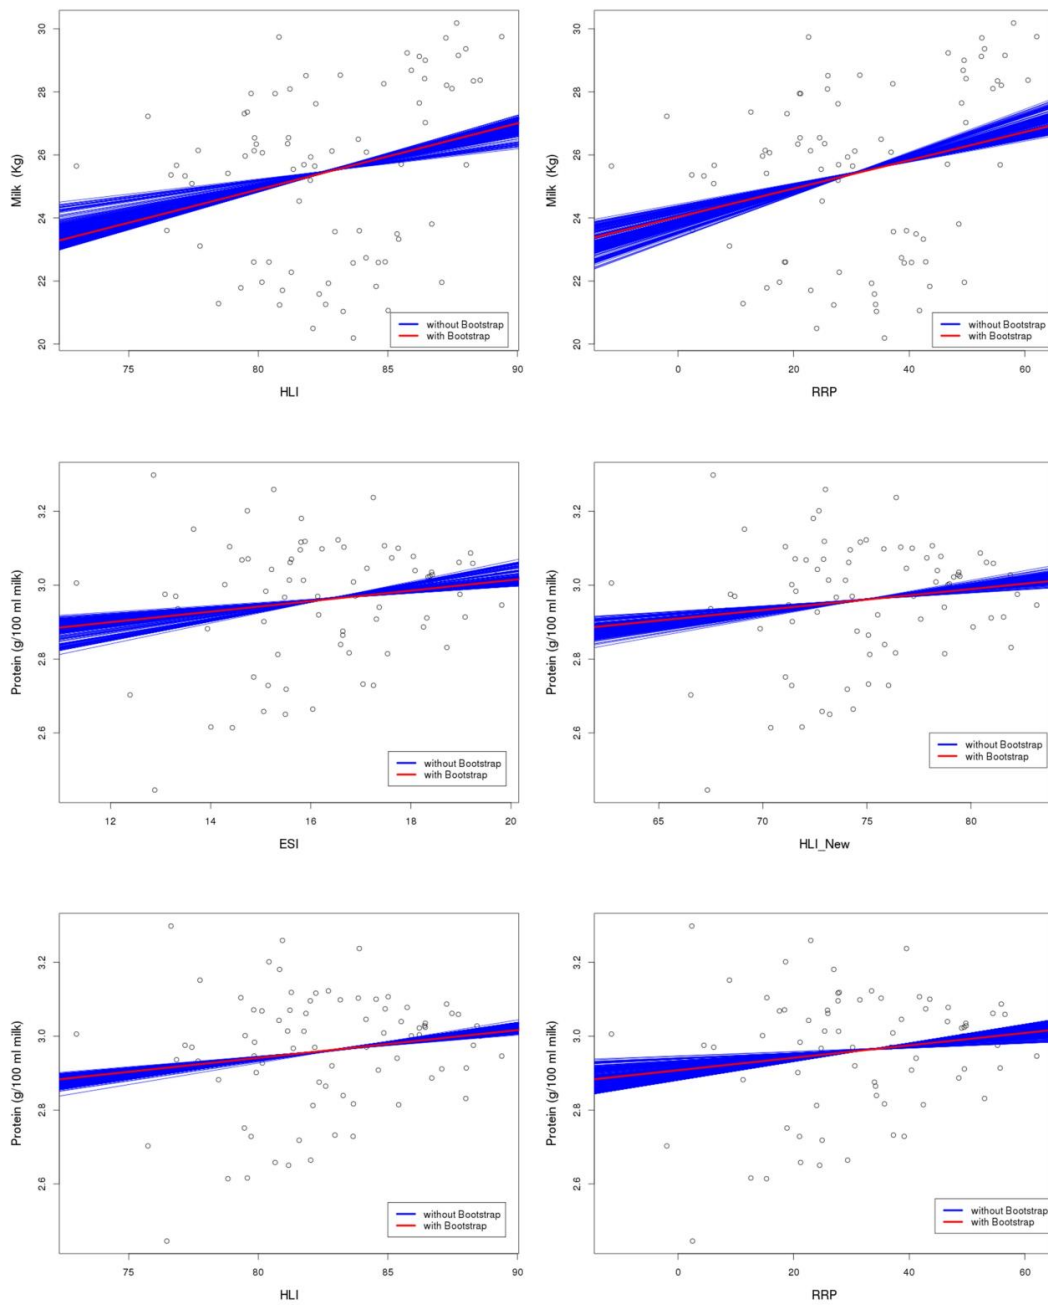 30
28
26
24
22
20
Milk (Kg)
without Bootstrap
with Bootstrap
75 80 85 90
HLI
30
28
26
24
22
20
Milk (Kg)
without Bootstrap
with Bootstrap
0 20 40 60
RRP
3.2
3.0
2.8
2.6
Protein (g/100 ml milk)
without Bootstrap
with Bootstrap
12 14 16 18 20
ESI
3.2
3.0
2.8
2.6
Protein (g/100 ml milk)
without Bootstrap
with Bootstrap
65 70 75 80
HLI_New
3.2
3.0
2.8
2.6
Protein (g/100 ml milk)
without Bootstrap
with Bootstrap
75 80 85 90
HLI
3.2
3.0
2.8
2.6
Protein (g/100 ml milk)
without Bootstrap
with Bootstrap
0 20 40 60
RRP